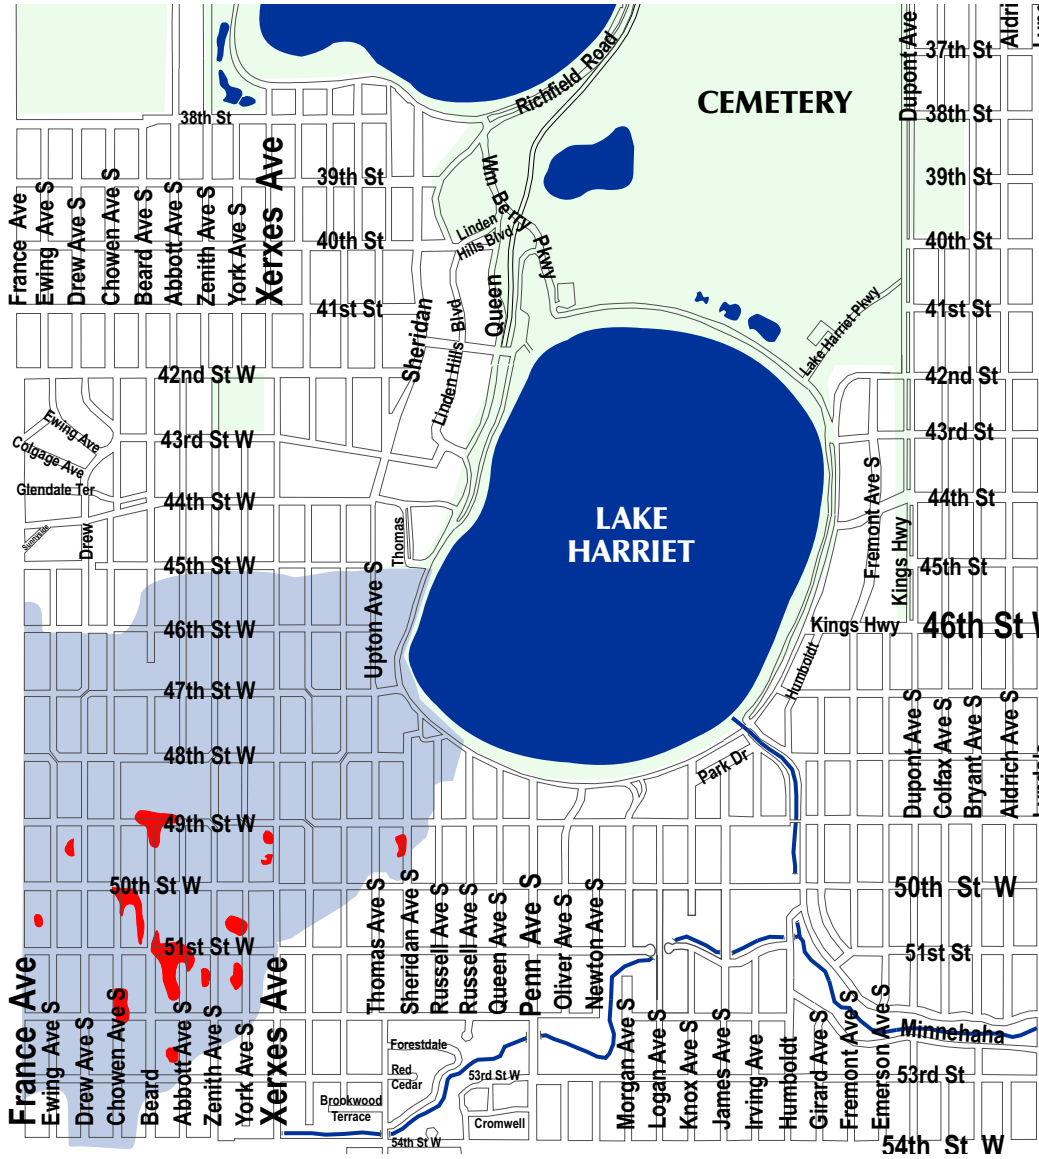 Aldri
Dupont Ave
37th St
Richfield Road
CEMETERY
38th St
38th St
Xerxes Ave
Wm Berry Pkwy
39th St
39th St
France Ave
Ewing Ave S
Drew Ave S
Chowen Ave S
Beard Ave S
Abbott Ave S
Zenith Ave S
York Ave S
Linden
Hills Blvd
40th St
40th St
41st St
41st St
Sheridan
Linden Hills Blvd
Queen
Lake Harriet Pkwy
42nd St W
42nd St
Ewing Ave
Colgage Ave
Glendale Ter
Sunnyside
Drew
43rd St W
43rd St
44th St W
44th St
Thomas
LAKE
HARRIET
Fremont Ave S
Kings Hwy
45th St W
45th St
Upton Ave S
46th St W
Kings Hwy
46th St W
Humboldt
47th St W
48th St W
Park Dr
Dupont Ave S
Colfax Ave S
Bryant Ave S
Aldrich Ave S
49th St W
50th St W
50th St W
51st St W
51st St
Thomas Ave S
Sheridan Ave S
Russell Ave S
Russell Ave S
Queen Ave S
Penn Ave S
Oliver Ave S
Newton Ave S
France Ave
Ewing Ave S
Drew Ave S
Chowen Ave S
Beard
Abbott Ave S
Zenith Ave S
York Ave S
Xerxes Ave
Forestdale
Red
Cedar
53rd St W
Brookwood
Terrace
Cromwell
54th St W
Morgan Ave S
Logan Ave S
Knox Ave S
James Ave S
Irving Ave
Humboldt
Girard Ave S
Fremont Ave S
Emerson Ave S
Minnehaha
53rd St
54th St W